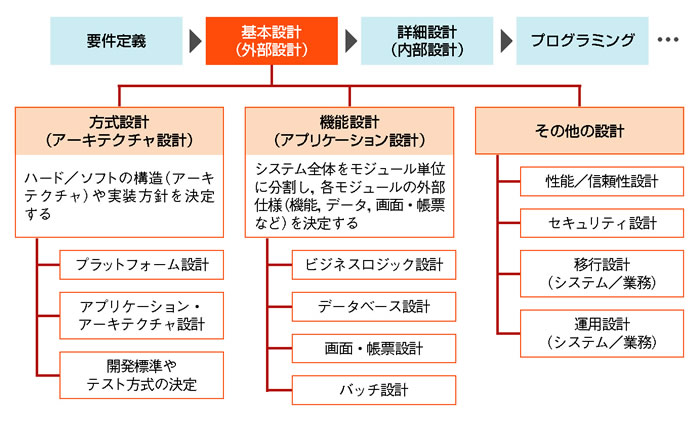 要件定義
基本設計
(外部設計)
詳細設計
(内部設計)
プログラミング
…
方式設計
(アーキテクチャ設計)
ハード／ソフトの構造(アーキ
テクチャ)や実装方針を決定
する
プラットフォーム設計
アプリケーション・
アーキテクチャ設計
開発標準や
テスト方式の決定
機能設計
(アプリケーション設計)
システム全体をモジュール単位
に分割し,各モジュールの外部
仕様(機能,データ,画面・帳票
など)を決定する
ビジネスロジック設計
データベース設計
画面・帳票設計
バッチ設計
その他の設計
性能／信頼性設計
セキュリティ設計
移行設計
(システム／業務)
運用設計
(システム／業務)